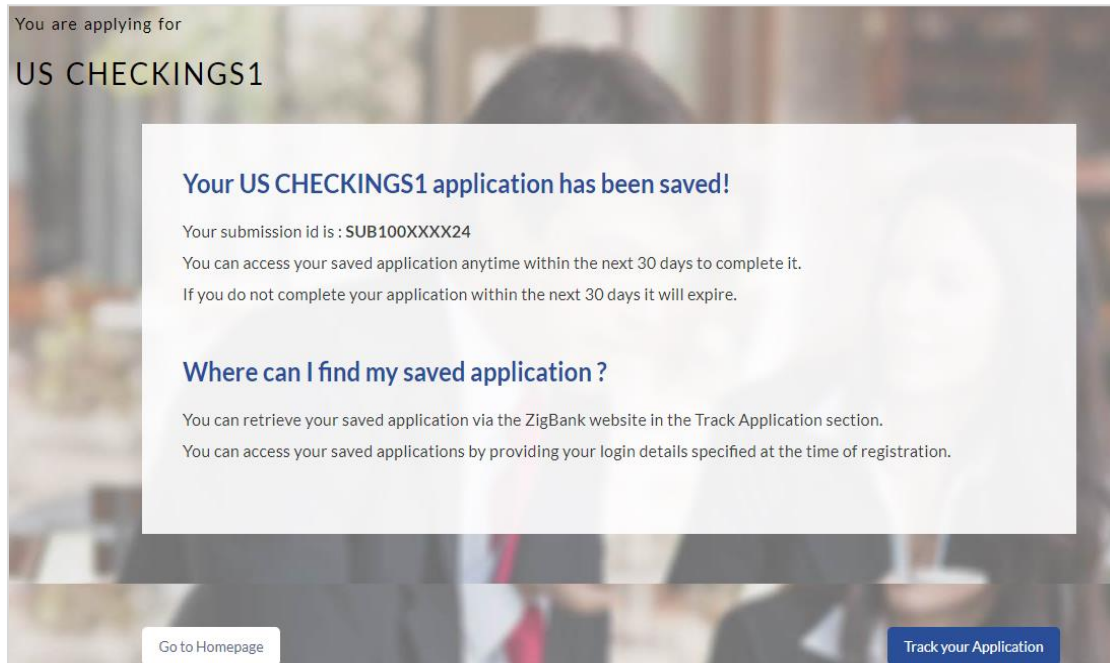 You are applying for
US CHECKINGS1
Your US CHECKINGS1 application has been saved!
Your submission id is : SUB100XXXX24
You can access your saved application anytime within the next 30 days to complete it.
If you do not complete your application within the next 30 days it will expire.
Where can I find my saved application ?
You can retrieve your saved application via the ZigBank website in the Track Application section.
You can access your saved applications by providing your login details specified at the time of registration.
Go to Homepage
Track your Application